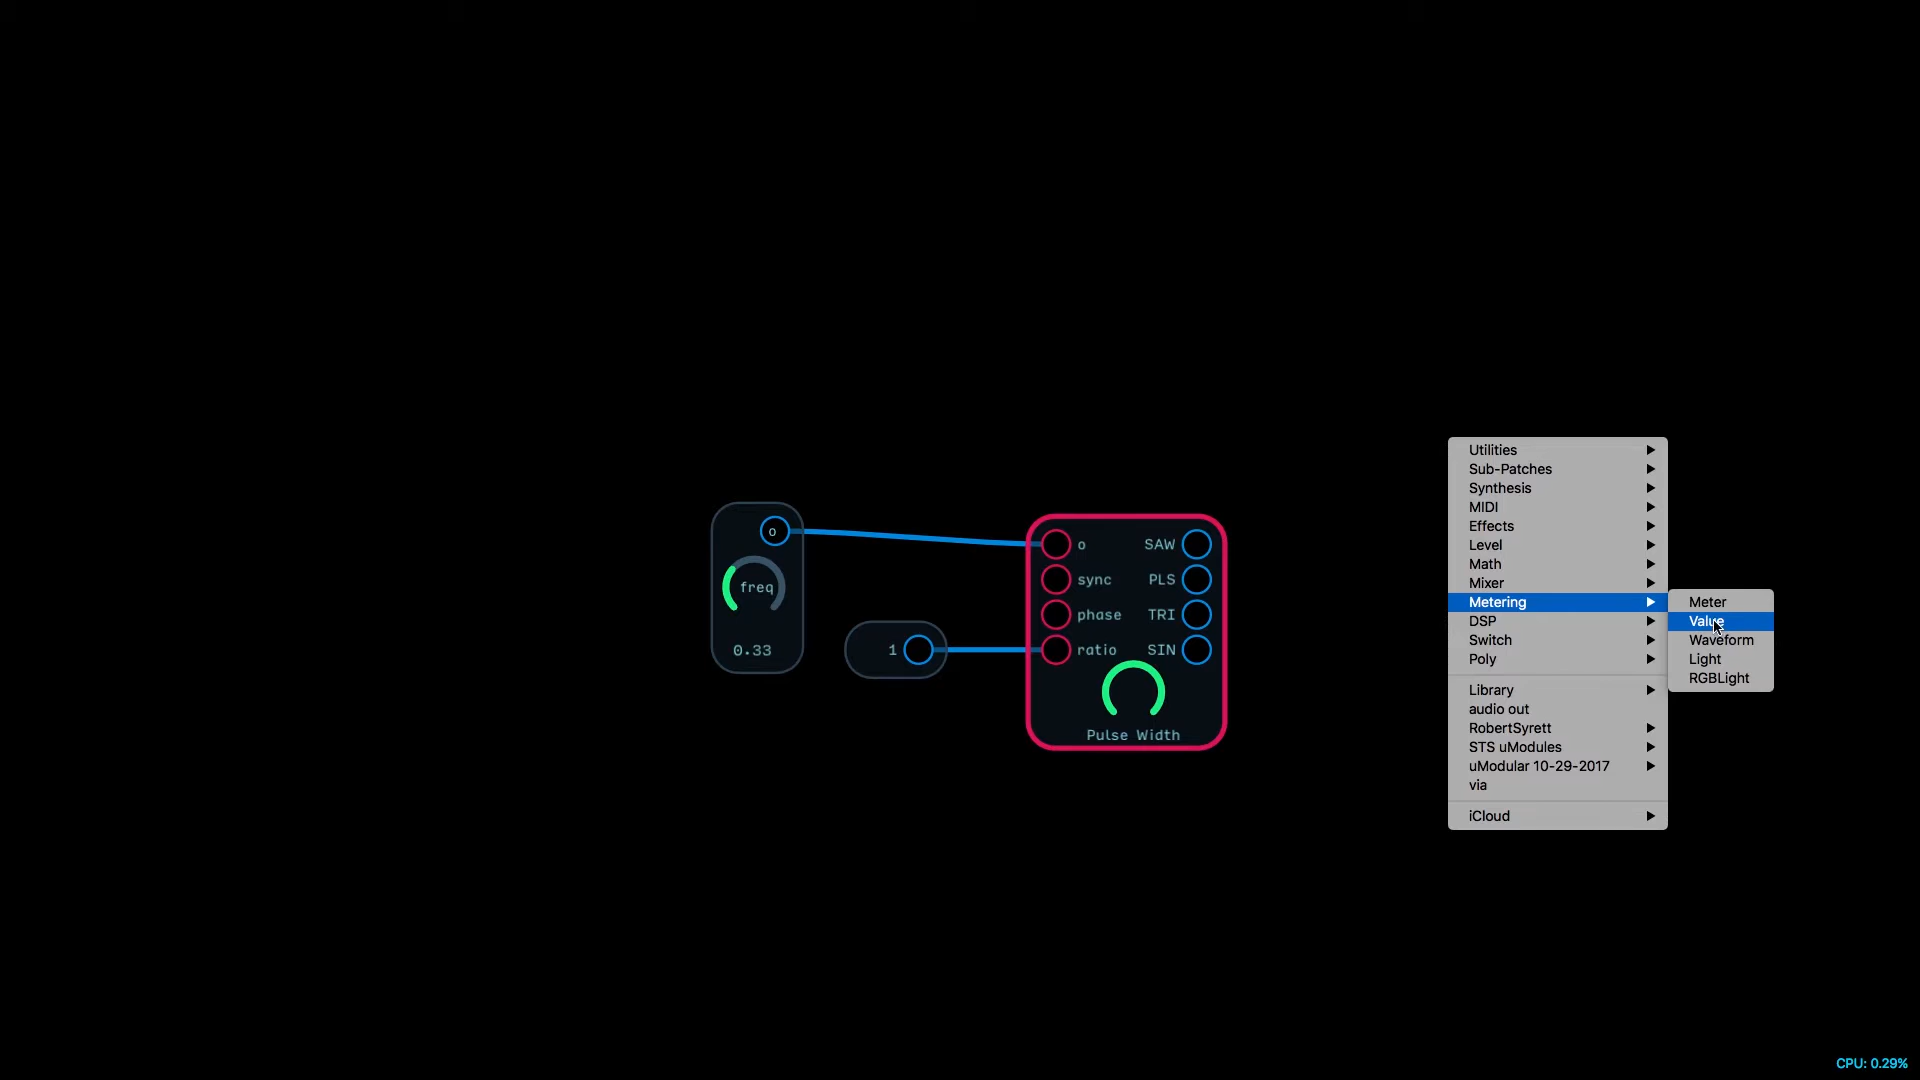 o
freq
0.33
1
o SAW
sync PLS
phase TRI
ratio SIN
Pulse Width
Utilities
Sub-Patches
Synthesis
MIDI
Effects
Level
Math
Mixer
Metering
DSP
Switch
Poly
Library
audio out
RobertSyrett
STS uModules
uModular 10-29-2017
via
iCloud
Meter
Value
Waveform
Light
RGBLight
CPU: 0.29%